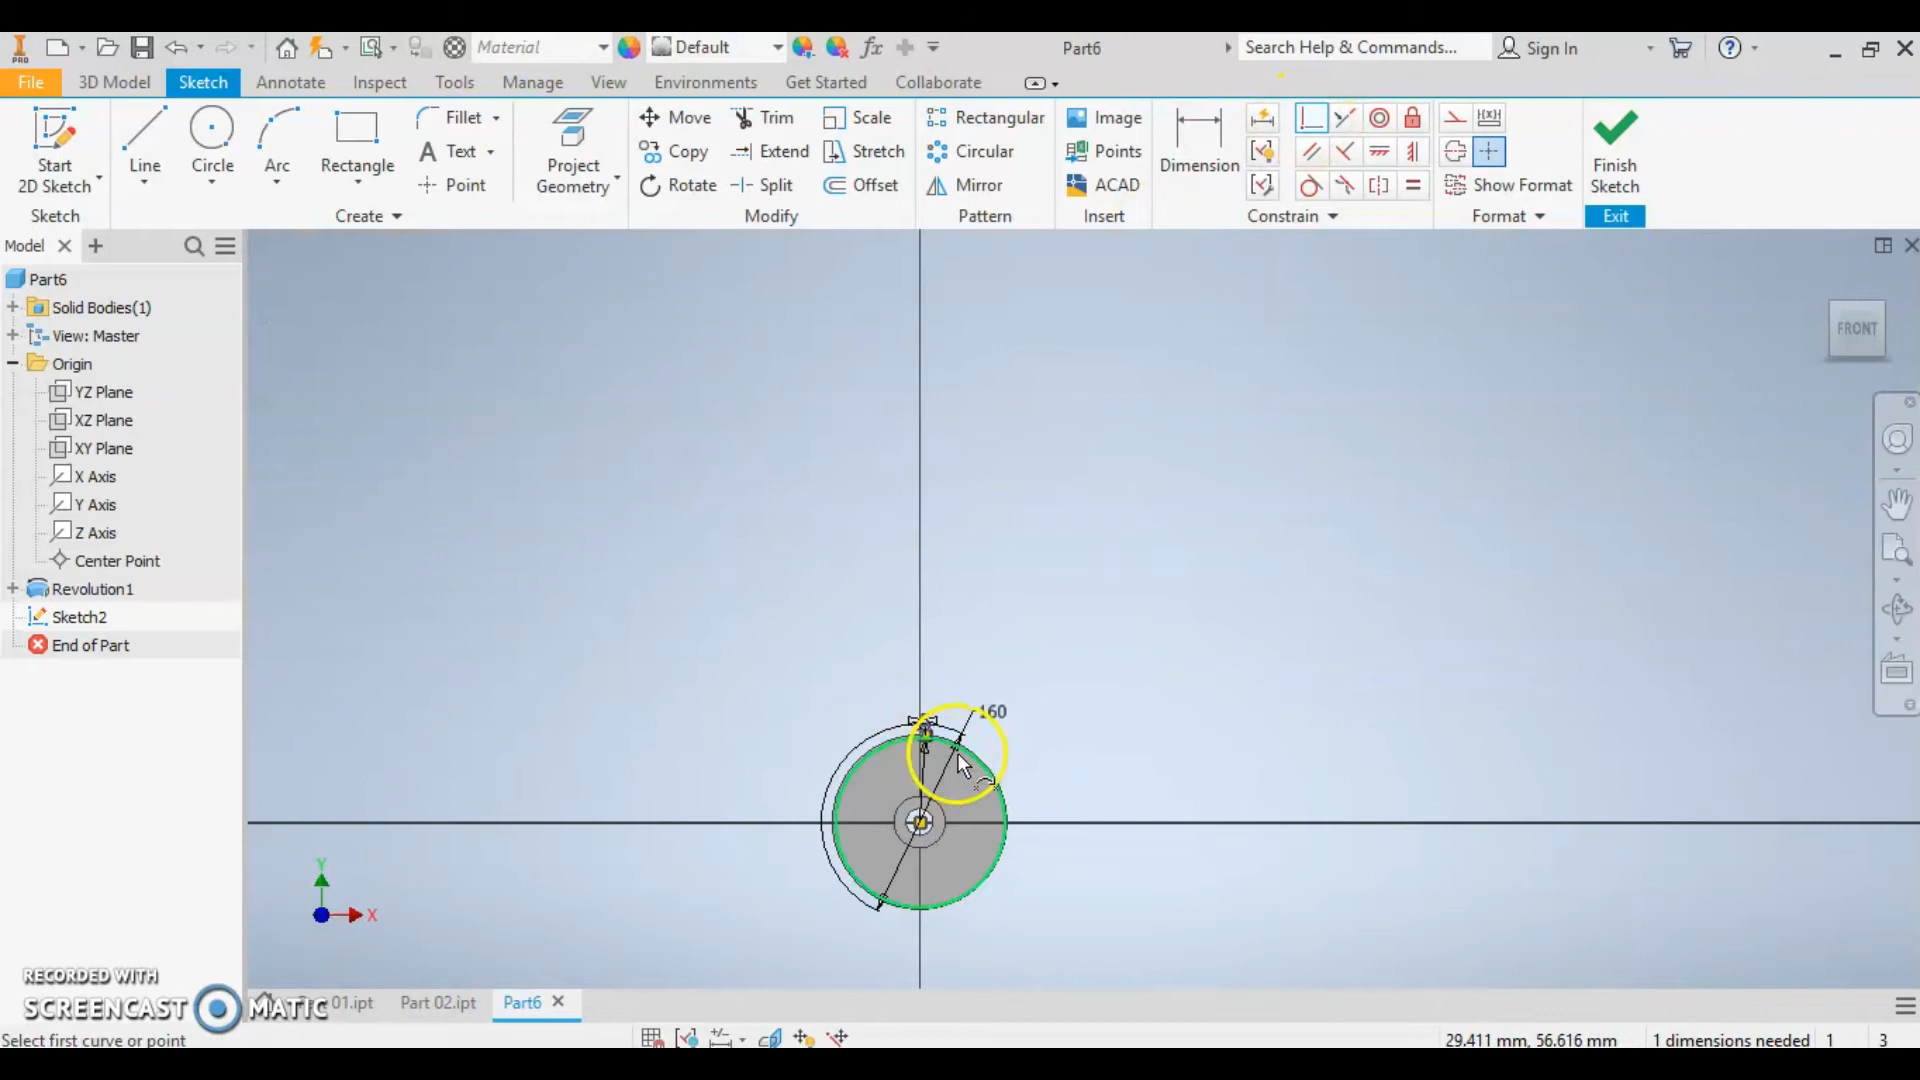 PRO
Material
Default
fx
Part6
Search Help & Commands...
Sign In
File
3D Model
Sketch
Annotate
Inspect
Tools
Manage
View
Environments
Get Started
Collaborate
Start
2D Sketch
Line
Circle
Arc
Rectangle
Fillet
Text
Point
Project
Geometry
Move
Copy
Rotate
Trim
Extend
Split
Scale
Stretch
Offset
Rectangular
Circular
Mirror
Image
Points
ACAD
Dimension
Show Format
Finish
Sketch
Sketch
Create
Modify
Pattern
Insert
Constrain
Format
Exit
Model
Part6
Solid Bodies(1)
View: Master
Origin
YZ Plane
XZ Plane
XY Plane
X Axis
Y Axis
Z Axis
Center Point
Revolution1
Sketch2
End of Part
FRONT
160
Y
X
RECORDED WITH
SCREENCAST MATIC
01.ipt
Part 02.ipt
Part6
Select first curve or point
29.411 mm, 56.616 mm
1 dimensions needed
1
3